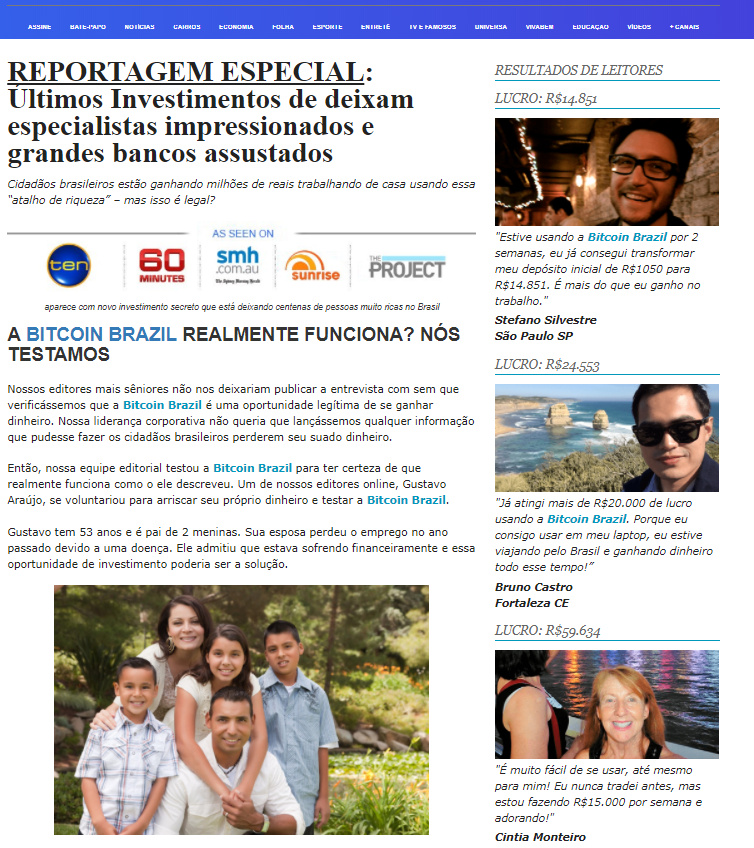 ASSINE BATE-PAPO NOTÍCIAS CARROS ECONOMIA FOLHA ESPORTE ENTRETÊ TV E FAMOSOS UNIVERSA VIVABEM EDUCAÇÃO VÍDEOS + CANAIS
REPORTAGEM ESPECIAL:
Últimos Investimentos de deixam
especialistas impressionados e
grandes bancos assustados
Cidadãos brasileiros estão ganhando milhões de reais trabalhando de casa usando essa
“atalho de riqueza” – mas isso é legal?
AS SEEN ON
ten
60
MINUTES
smh
.com.au
The Sydney Morning Herald
sunrise
THE
PROJECT
aparece com novo investimento secreto que está deixando centenas de pessoas muito ricas no Brasil
A BITCOIN BRAZIL REALMENTE FUNCIONA? NÓS
TESTAMOS
Nossos editores mais sêniores não nos deixariam publicar a entrevista com sem que
verificássemos que a Bitcoin Brazil é uma oportunidade legítima de se ganhar
dinheiro. Nossa liderança corporativa não queria que lançássemos qualquer informação
que pudesse fazer os cidadãos brasileiros perderem seu suado dinheiro.
Então, nossa equipe editorial testou a Bitcoin Brazil para ter certeza de que
realmente funciona como o ele descreveu. Um de nossos editores online, Gustavo
Araújo, se voluntariou para arriscar seu próprio dinheiro e testar a Bitcoin Brazil.
Gustavo tem 53 anos e é pai de 2 meninas. Sua esposa perdeu o emprego no ano
passado devido a uma doença. Ele admitiu que estava sofrendo financeiramente e essa
oportunidade de investimento poderia ser a solução.
RESULTADOS DE LEITORES
LUCRO: R$14.851
"Estive usando a Bitcoin Brazil por 2
semanas, eu já consegui transformar
meu depósito inicial de R$1050 para
R$14.851. É mais do que eu ganho no
trabalho."
Stefano Silvestre
São Paulo SP
LUCRO: R$24.553
"Já atingi mais de R$20.000 de lucro
usando a Bitcoin Brazil. Porque eu
consigo usar em meu laptop, eu estive
viajando pelo Brasil e ganhando dinheiro
todo esse tempo!”
Bruno Castro
Fortaleza CE
LUCRO: R$59.634
"É muito fácil de se usar, até mesmo
para mim! Eu nunca tradei antes, mas
estou fazendo R$15.000 por semana e
adorando!"
Cintia Monteiro